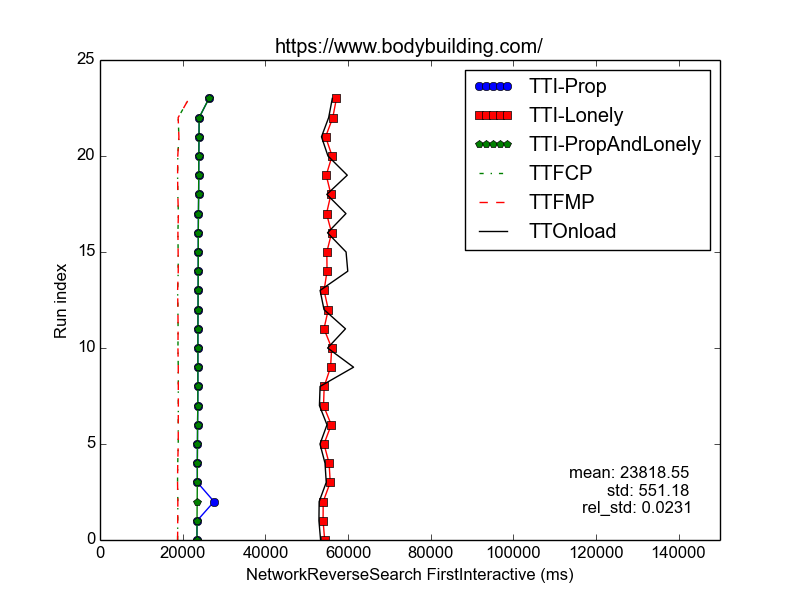 https://www.bodybuilding.com/
25
20
15
10
5
0
Run index
TTI-Prop
TTI-Lonely
TTI-PropAndLonely
TTFCP
TTFMP
TTOnload
mean: 23818.55
std: 551.18
rel_std: 0.0231
0 20000 40000 60000 80000 100000 120000 140000
NetworkReverseSearch FirstInteractive (ms)